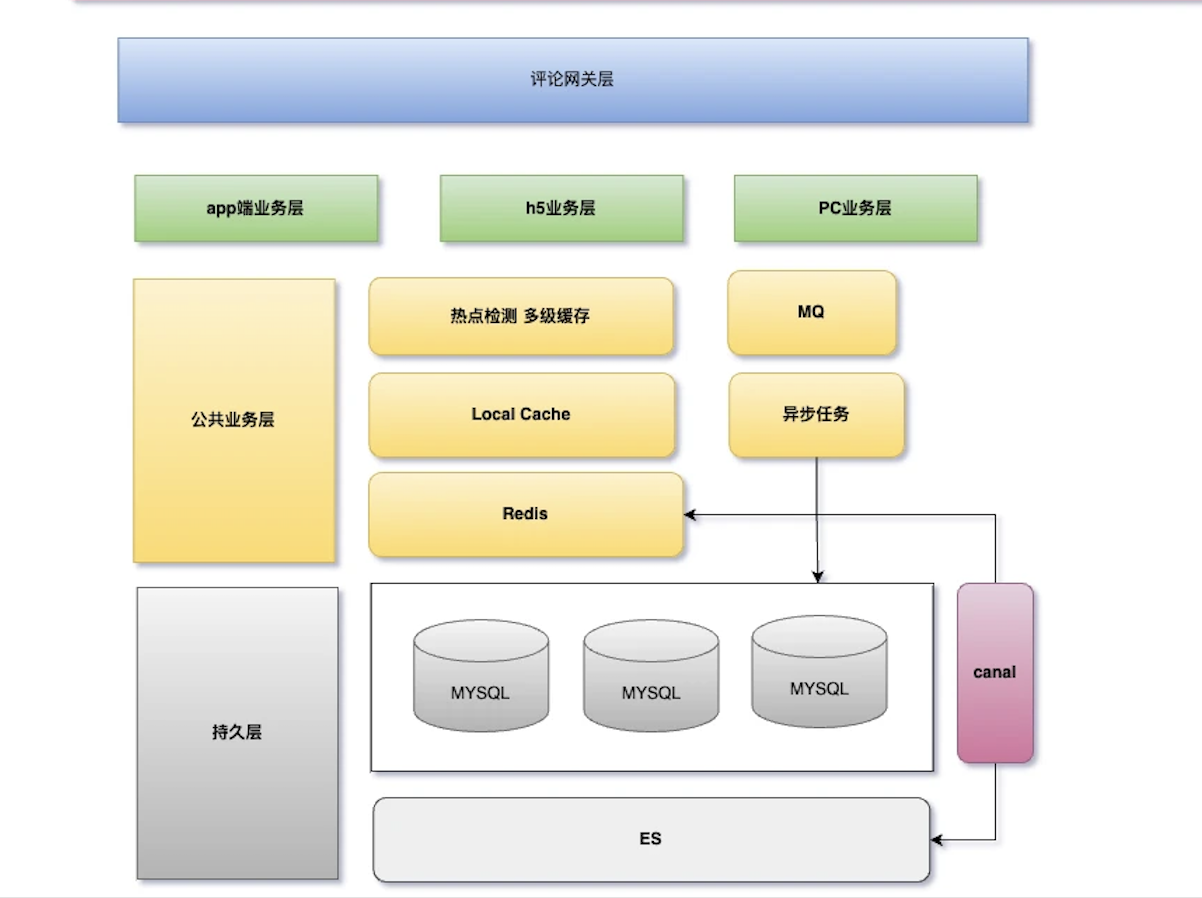 评论网关层
app端业务层
h5业务层
PC业务层
公共业务层
热点检测 多级缓存
MQ
Local Cache
异步任务
Redis
持久层
MYSQL
MYSQL
MYSQL
canal
ES